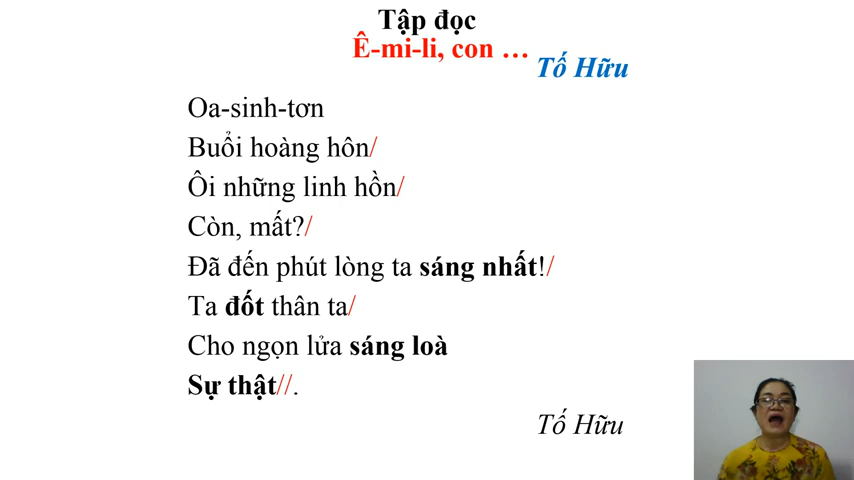 Tập đọc
Ê-mi-li, con …
Tố Hữu
Oa-sinh-tơn
Buổi hoàng hôn/
Ôi những linh hồn/
Còn, mất?/
Đã đến phút lòng ta sáng nhất!/
Ta đốt thân ta/
Cho ngọn lửa sáng loà
Sự thật//.
Tố Hữu